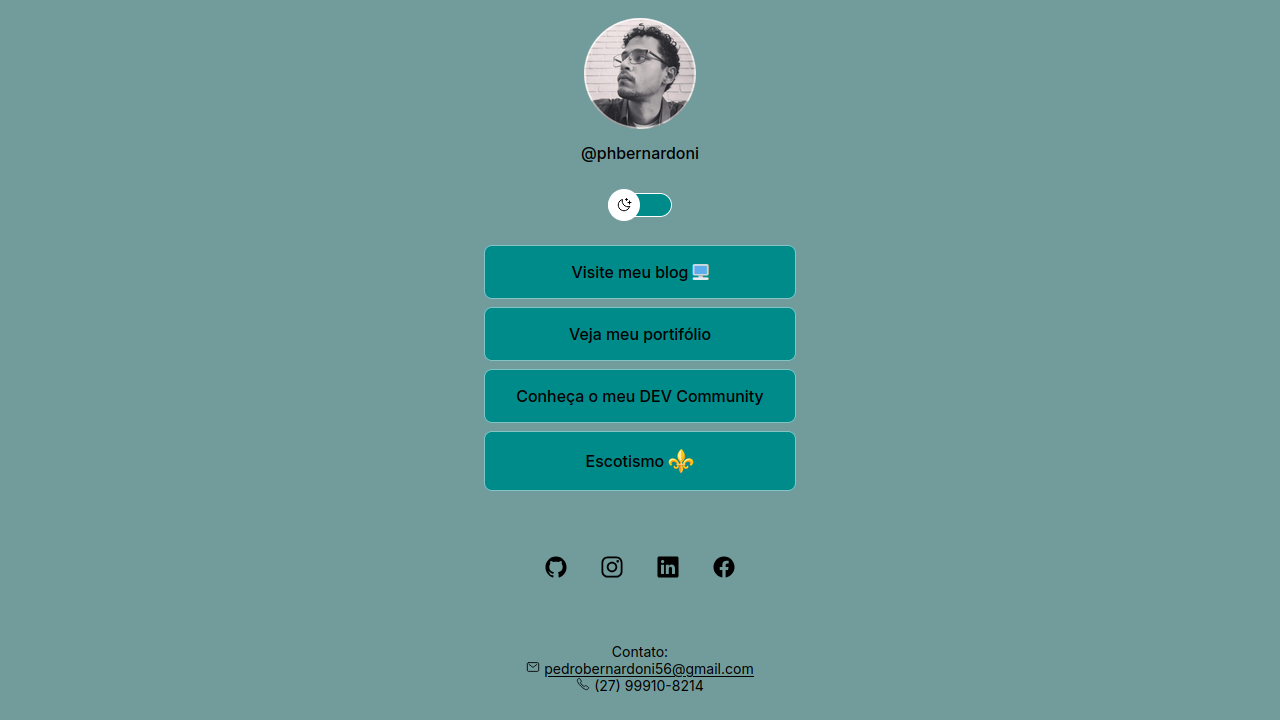 @phbernardoni
Visite meu blog
Veja meu portifólio
Conheça o meu DEV Community
Escotismo
Contato:
pedrobernardoni56@gmail.com
(27) 99910-8214